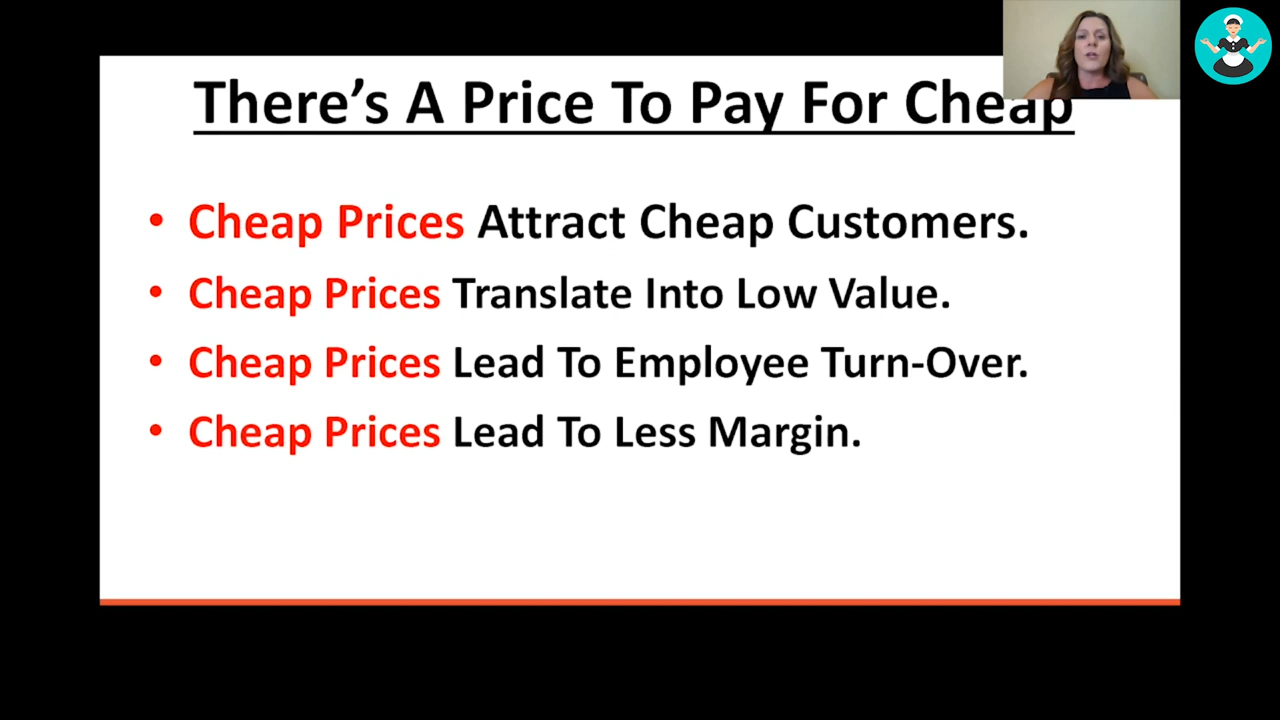 There's A Price To Pay For Cheap
• Cheap Prices Attract Cheap Customers.
• Cheap Prices Translate Into Low Value.
• Cheap Prices Lead To Employee Turn-Over.
• Cheap Prices Lead To Less Margin.